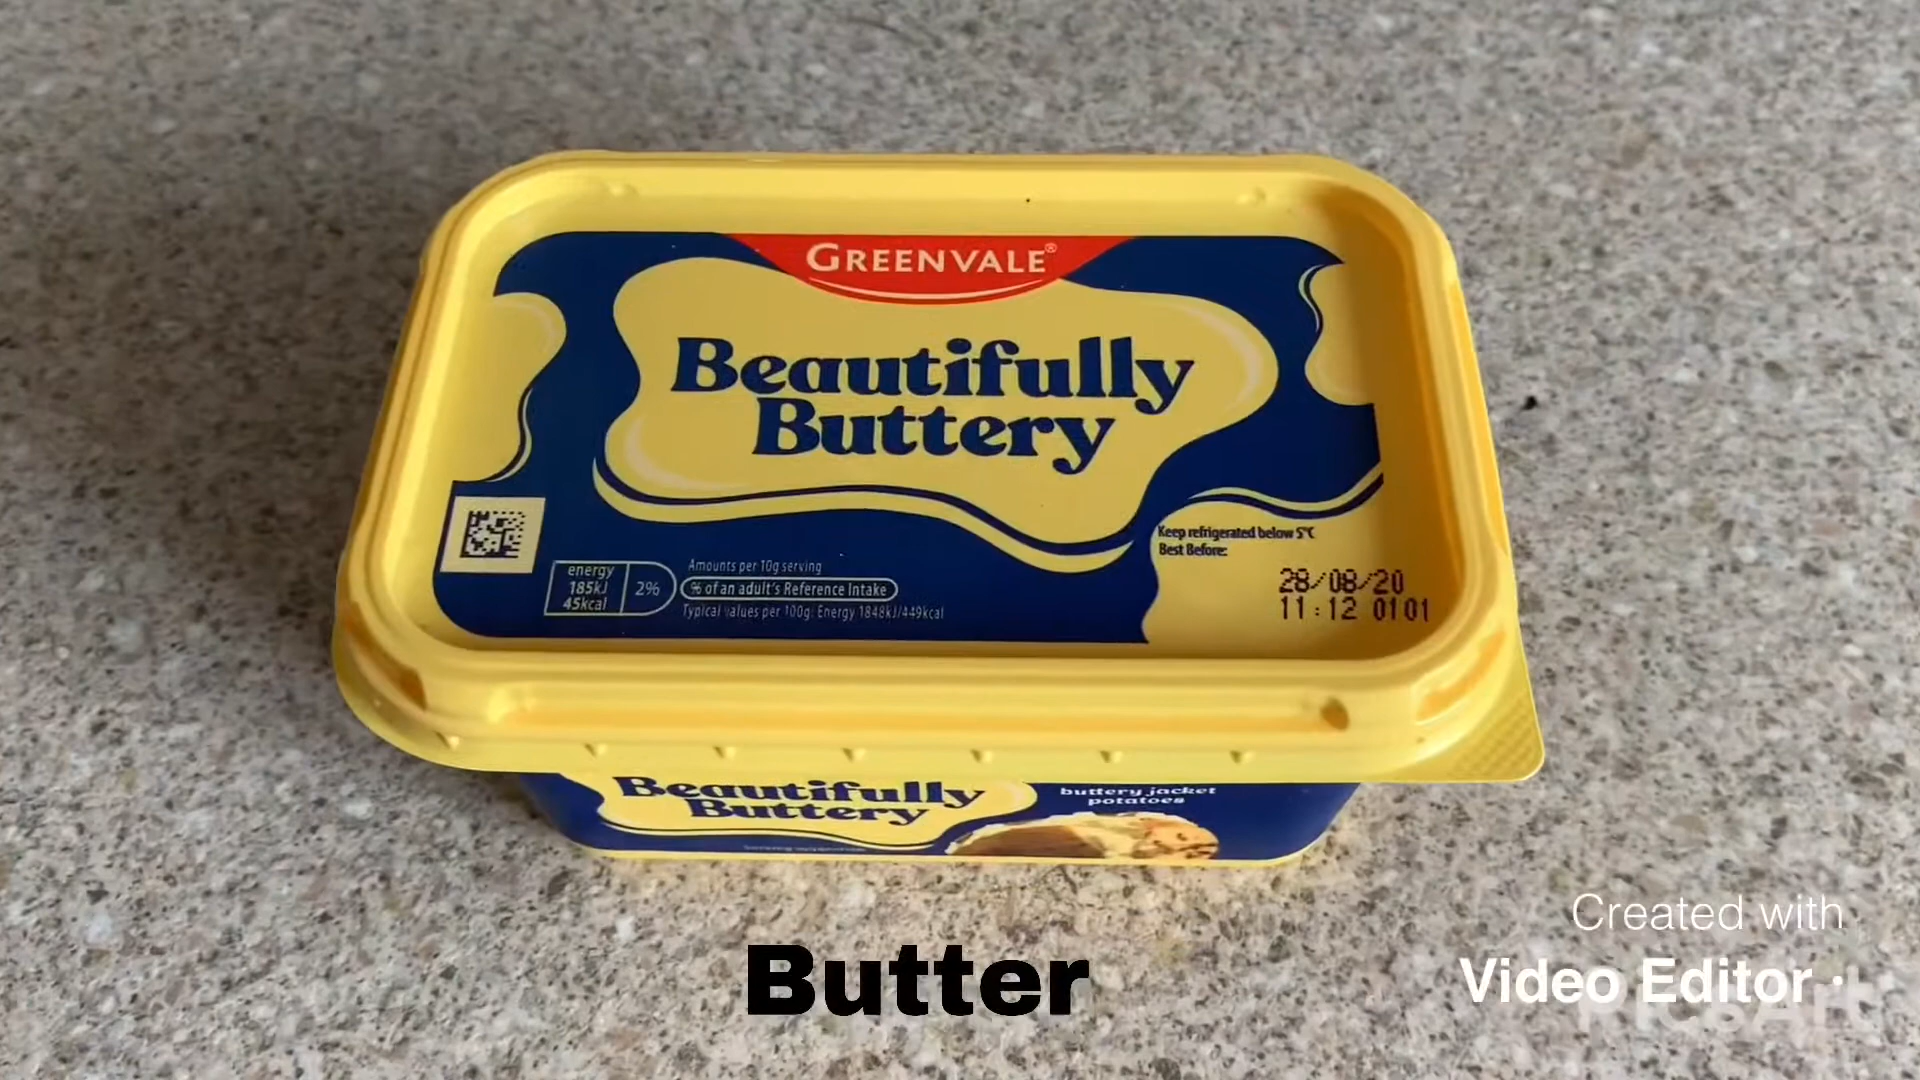 GREENVALE®
Beautifully
Buttery
Keep refrigerated below 5°C
Best Before:
28/08/20
11:12 0101
energy
185kJ
45kcal
2%
Amounts per 10g serving
% of an adult's Reference Intake
Typical values per 100g: Energy 1848kJ/449kcal
Beautifully
Buttery
buttery jacket
potatoes
Butter
Created with
Video Editor ·
PicsArt